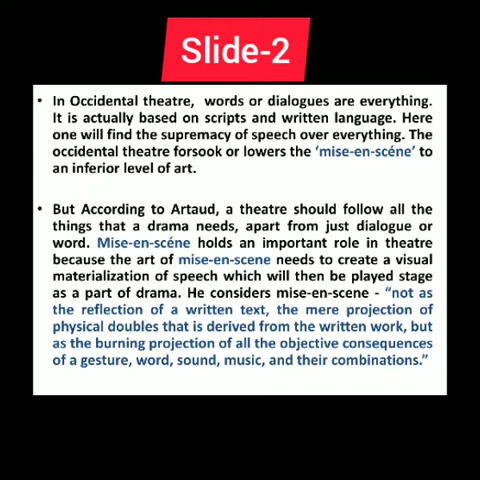 Slide-2
• In Occidental theatre, words or dialogues are everything.
It is actually based on scripts and written language. Here
one will find the supremacy of speech over everything. The
occidental theatre forsook or lowers the ‘mise-en-scéne’ to
an inferior level of art.
• But According to Artaud, a theatre should follow all the
things that a drama needs, apart from just dialogue or
word. Mise-en-scéne holds an important role in theatre
because the art of mise-en-scene needs to create a visual
materialization of speech which will then be played stage
as a part of drama. He considers mise-en-scene - “not as
the reflection of a written text, the mere projection of
physical doubles that is derived from the written work, but
as the burning projection of all the objective consequences
of a gesture, word, sound, music, and their combinations.”